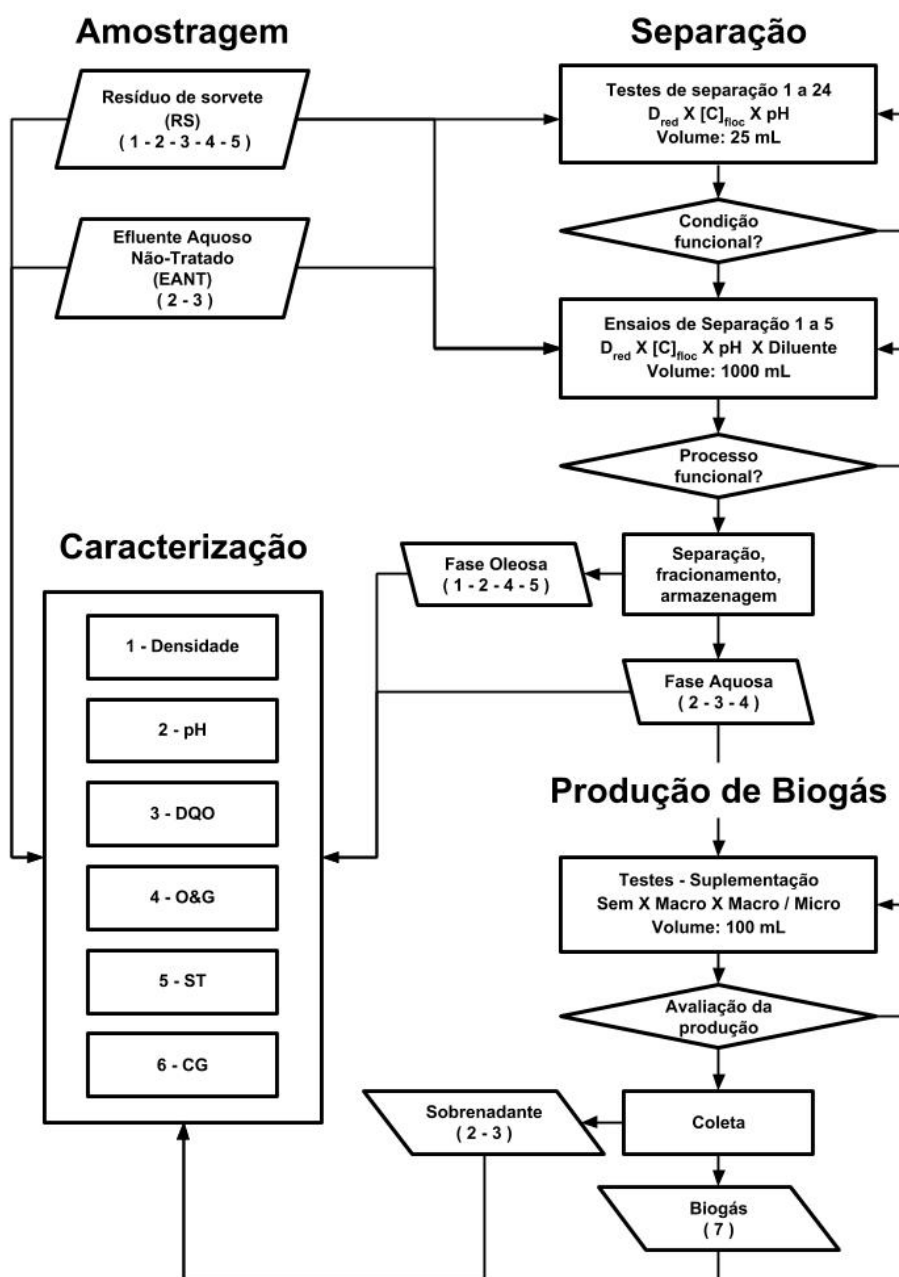 Amostragem
Resíduo de sorvete
(RS)
( 1 - 2 - 3 - 4 - 5 )
Efluente Aquoso
Não-Tratado
(EANT)
( 2 - 3 )
Separação
Testes de separação 1 a 24
D_red X [C]_floc X pH
Volume: 25 mL
Condição
funcional?
Ensaios de Separação 1 a 5
D_red X [C]_floc X pH X Diluente
Volume: 1000 mL
Processo
funcional?
Separação,
fracionamento,
armazenagem
Fase Oleosa
( 1 - 2 - 4 - 5 )
Fase Aquosa
( 2 - 3 - 4 )
Caracterização
1 - Densidade
2 - pH
3 - DQO
4 - O&G
5 - ST
6 - CG
Produção de Biogás
Testes - Suplementação
Sem X Macro X Macro / Micro
Volume: 100 mL
Avaliação da
produção
Coleta
Sobrenadante
( 2 - 3 )
Biogás
( 7 )